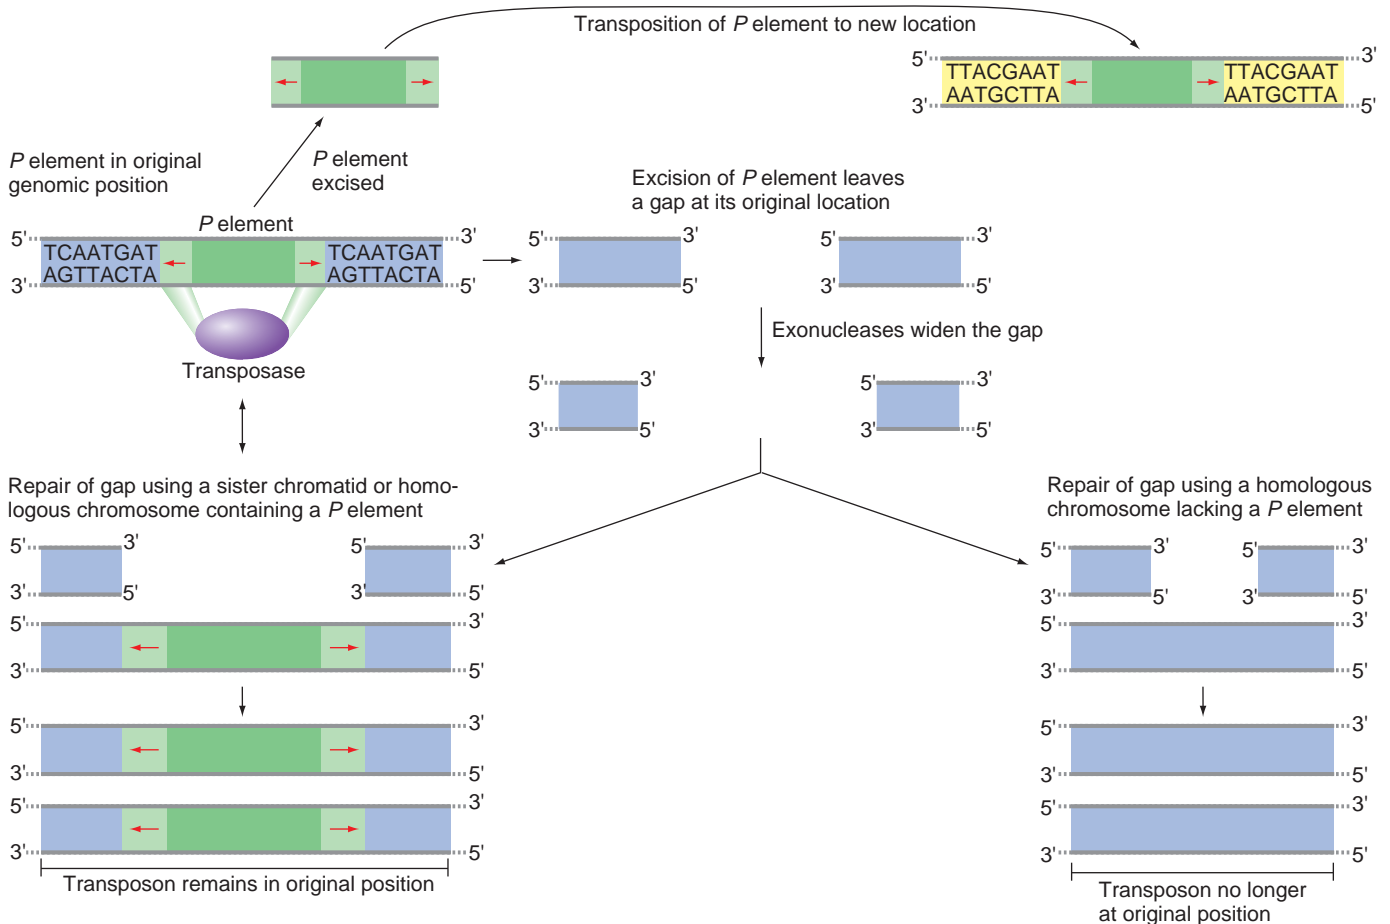 Transposition of P element to new location
5' 3'
TTACGAAT TTACGAAT
AATGCTTA AATGCTTA
3' 5'
P element in original
genomic position
P element
excised
Excision of P element leaves
a gap at its original location
P element
5' 3'
TCAATGAT TCAATGAT
AGTTACTA AGTTACTA
3' 5'
5' 3' 5' 3'
3' 5' 3' 5'
Transposase
Exonucleases widen the gap
5' 3' 5' 3'
3' 5' 3' 5'
Repair of gap using a sister chromatid or homo-
logous chromosome containing a P element
5' 3' 5' 3'
3' 5' 3' 5'
5' 3'
3' 5'
5' 3'
3' 5'
5' 3'
3' 5'
Transposon remains in original position
Repair of gap using a homologous
chromosome lacking a P element
5' 3' 5' 3'
3' 5' 3' 5'
5' 3'
3' 5'
5' 3'
3' 5'
5' 3'
3' 5'
Transposon no longer
at original position